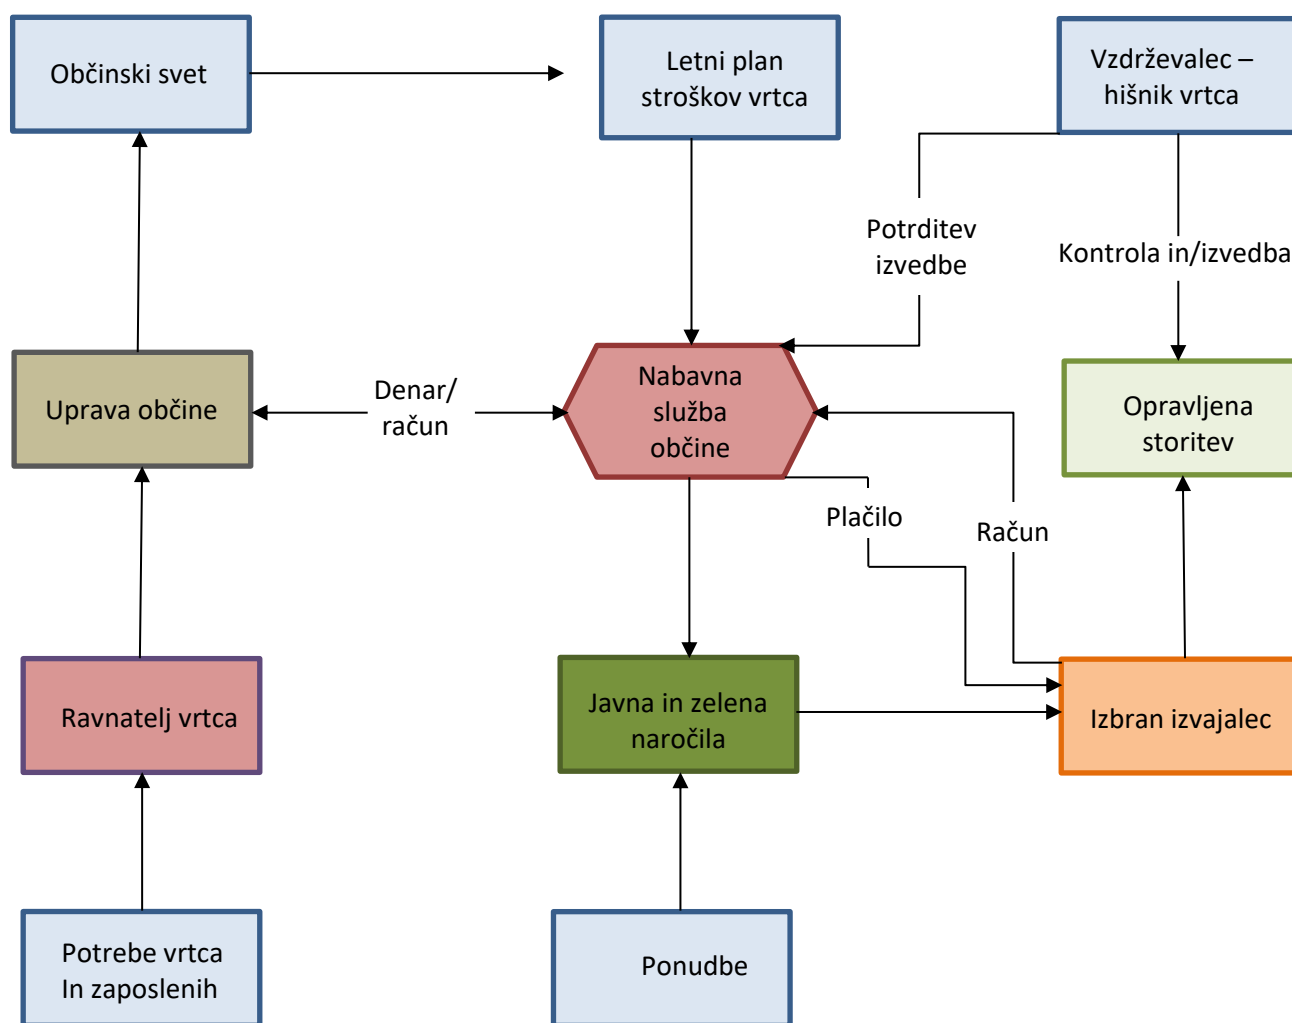 Občinski svet
Letni plan
stroškov vrtca
Vzdrževalec –
hišnik vrtca
Potrditev
izvedbe
Kontrola in/izvedba
Uprava občine
Denar/
račun
Nabavna
služba
občine
Opravljena
storitev
Plačilo
Račun
Ravnatelj vrtca
Javna in zelena
naročila
Izbran izvajalec
Potrebe vrtca
In zaposlenih
Ponudbe